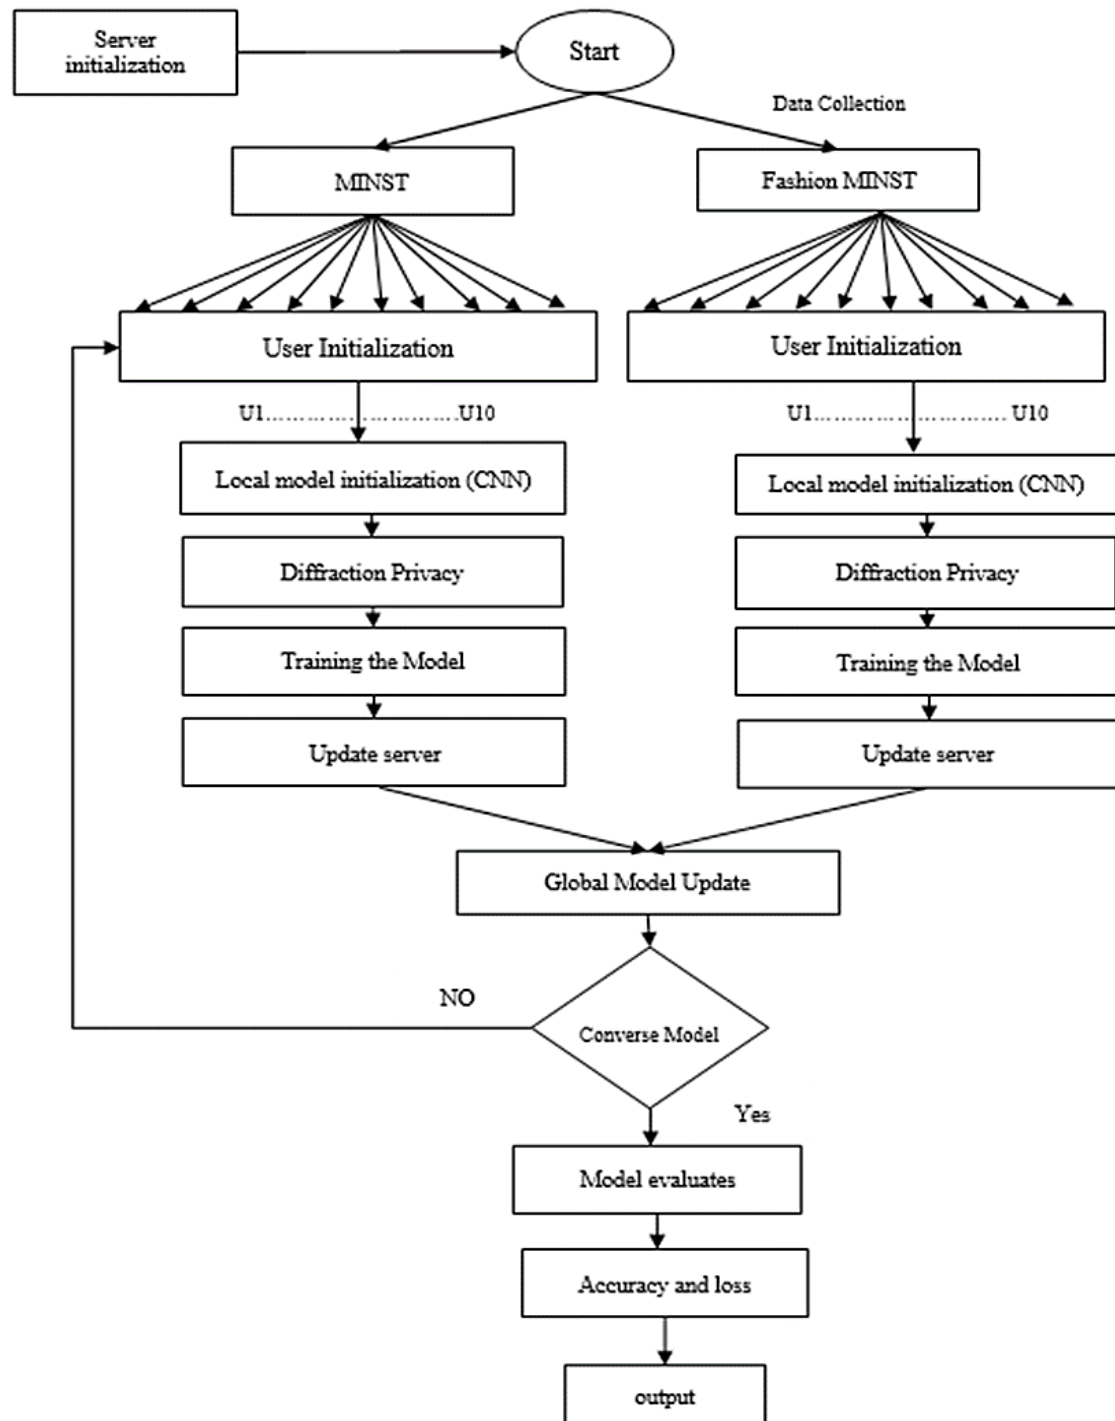 Server
initialization
Start
Data Collection
MINST
Fashion MINST
User Initialization
User Initialization
U1...............................U10
U1............................... U10
Local model initialization (CNN)
Local model initialization (CNN)
Diffraction Privacy
Diffraction Privacy
Training the Model
Training the Model
Update server
Update server
Global Model Update
NO
Converse Model
Yes
Model evaluates
Accuracy and loss
output